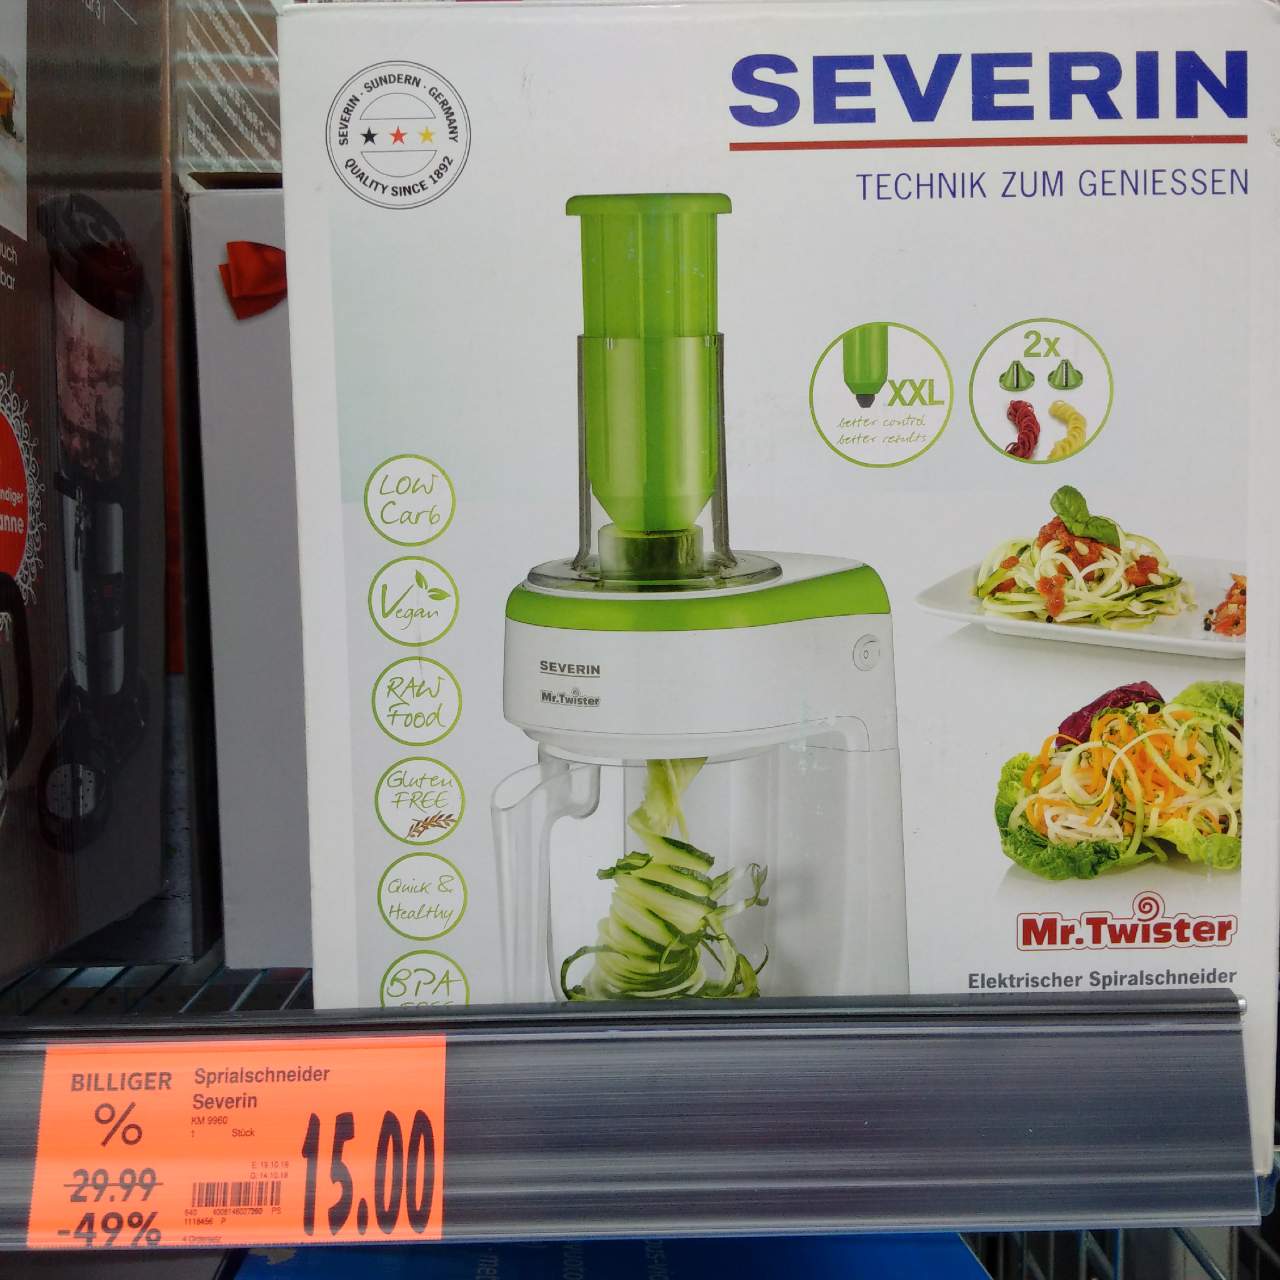 SEVERIN · SUNDERN · GERMANY
QUALITY SINCE 1892
SEVERIN
TECHNIK ZUM GENIESSEN
XXL
better control
better results
2x
LOW
Carb
Vegan
RAW
Food
Gluten
FREE
Quick &
Healthy
BPA
SEVERIN
Mr.Twister
Mr.Twister
Elektrischer Spiralschneider
BILLIGER
%
29.99
-49%
Sprialschneider
Severin
KM 9960
1 Stück
15.00